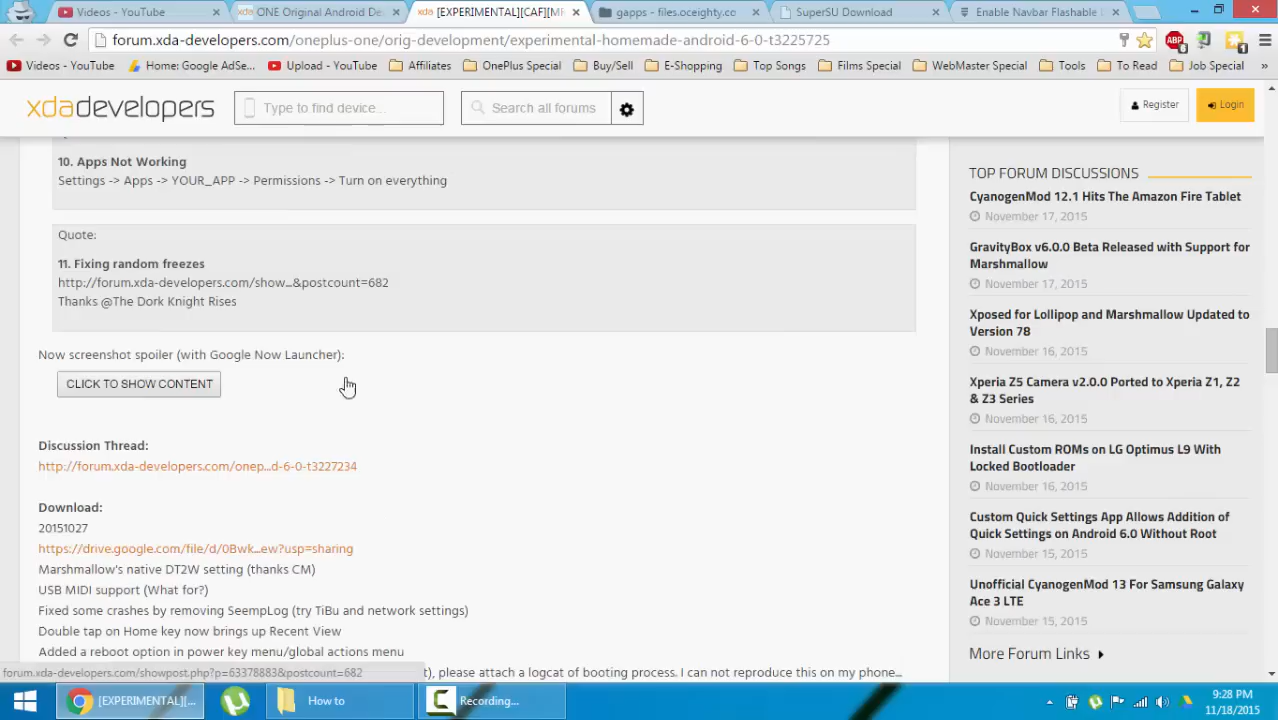 Videos - YouTube
ONE Original Android De
[EXPERIMENTAL][CAF][M
gapps - files.oceighty.co
SuperSU Download
Enable Navbar Flashable
forum.xda-developers.com/oneplus-one/orig-development/experimental-homemade-android-6-0-t3225725
ABP
6
1
Videos - YouTube
Home: Google AdSe...
Upload - YouTube
Affiliates
OnePlus Special
Buy/Sell
E-Shopping
Top Songs
Films Special
WebMaster Special
Tools
To Read
Job Special
»
xdadevelopers
Type to find device...
Search all forums
Register
Login
10. Apps Not Working
Settings -> Apps -> YOUR_APP -> Permissions -> Turn on everything
Quote:
11. Fixing random freezes
http://forum.xda-developers.com/show...&postcount=682
Thanks @The Dork Knight Rises
Now screenshot spoiler (with Google Now Launcher):
CLICK TO SHOW CONTENT
Discussion Thread:
http://forum.xda-developers.com/onep...d-6-0-t3227234
Download:
20151027
https://drive.google.com/file/d/0Bwk...ew?usp=sharing
Marshmallow's native DT2W setting (thanks CM)
USB MIDI support (What for?)
Fixed some crashes by removing SeempLog (try TiBu and network settings)
Double tap on Home key now brings up Recent View
Added a reboot option in power key menu/global actions menu
t), please attach a logcat of booting process. I can not reproduce this on my phone...
forum.xda-developers.com/showpost.php?p=63378883&postcount=682
TOP FORUM DISCUSSIONS
CyanogenMod 12.1 Hits The Amazon Fire Tablet
November 17, 2015
GravityBox v6.0.0 Beta Released with Support for
Marshmallow
November 17, 2015
Xposed for Lollipop and Marshmallow Updated to
Version 78
November 16, 2015
Xperia Z5 Camera v2.0.0 Ported to Xperia Z1, Z2
& Z3 Series
November 16, 2015
Install Custom ROMs on LG Optimus L9 With
Locked Bootloader
November 16, 2015
Custom Quick Settings App Allows Addition of
Quick Settings on Android 6.0 Without Root
November 15, 2015
Unofficial CyanogenMod 13 For Samsung Galaxy
Ace 3 LTE
November 15, 2015
More Forum Links
[EXPERIMENTAL][...
How to
Recording...
9:28 PM
11/18/2015